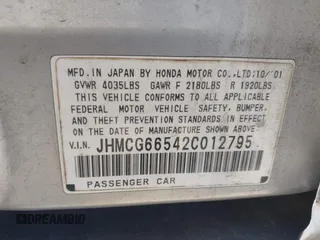 MFD. IN JAPAN BY HONDA MOTOR CO., LTD: 10/'01
GVWR 4035LBS GAWR F 2180LBS R 1920LBS
THIS VEHICLE CONFORMS TO ALL APPLICABLE
FEDERAL MOTOR VEHICLE SAFETY, BUMPER,
AND THEFT PREVENTION STANDARDS IN EFFECT
ON THE DATE OF MANUFACTURE SHOWN ABOVE.
V.I.N. JHMCG66542C012795
PASSENGER CAR
© DREAMBID